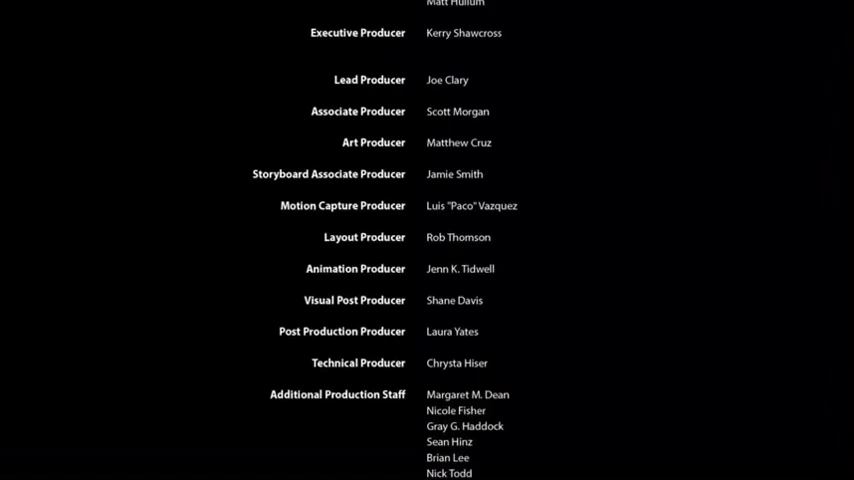 Matt Hullum
Executive Producer Kerry Shawcross
Lead Producer Joe Clary
Associate Producer Scott Morgan
Art Producer Matthew Cruz
Storyboard Associate Producer Jamie Smith
Motion Capture Producer Luis "Paco" Vazquez
Layout Producer Rob Thomson
Animation Producer Jenn K. Tidwell
Visual Post Producer Shane Davis
Post Production Producer Laura Yates
Technical Producer Chrysta Hiser
Additional Production Staff Margaret M. Dean
Nicole Fisher
Gray G. Haddock
Sean Hinz
Brian Lee
Nick Todd